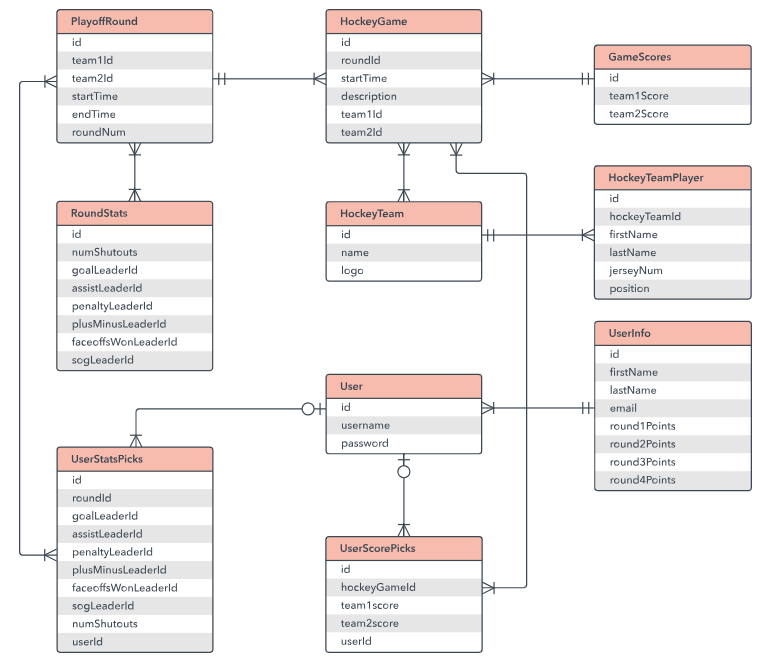 PlayoffRound
id
team1Id
team2Id
startTime
endTime
roundNum
HockeyGame
id
roundId
startTime
description
team1Id
team2Id
GameScores
id
team1Score
team2Score
RoundStats
id
numShutouts
goalLeaderId
assistLeaderId
penaltyLeaderId
plusMinusLeaderId
faceoffsWonLeaderId
sogLeaderId
HockeyTeam
id
name
logo
HockeyTeamPlayer
id
hockeyTeamId
firstName
lastName
jerseyNum
position
User
id
username
password
UserInfo
id
firstName
lastName
email
round1Points
round2Points
round3Points
round4Points
UserStatsPicks
id
roundId
goalLeaderId
assistLeaderId
penaltyLeaderId
plusMinusLeaderId
faceoffsWonLeaderId
sogLeaderId
numShutouts
userId
UserScorePicks
id
hockeyGameId
team1score
team2score
userId